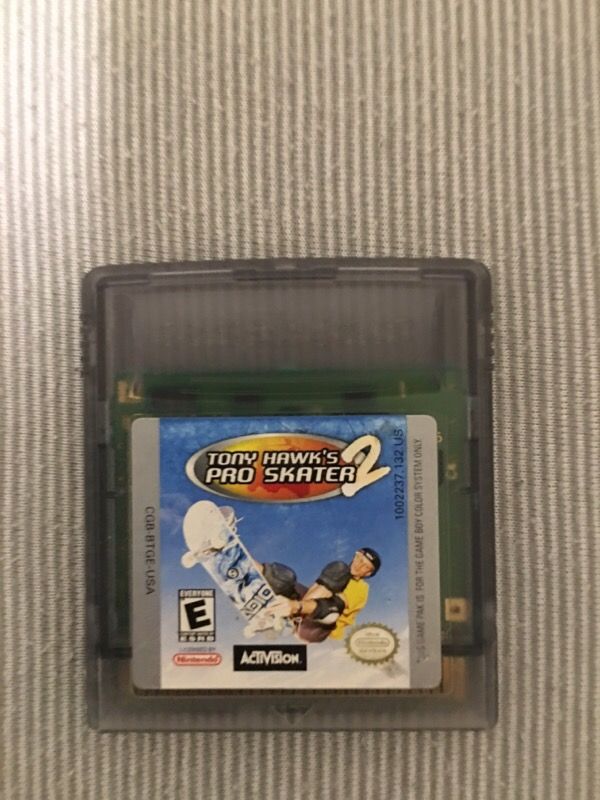 TONY HAWK'S
PRO SKATER 2
CGB-BTGE-USA
1002237.132 US
THIS GAME PAK IS FOR THE GAME BOY COLOR SYSTEM ONLY.
EVERYONE
E
ESRB
LICENSED BY
Nintendo
ACTIVISION.
Nintendo